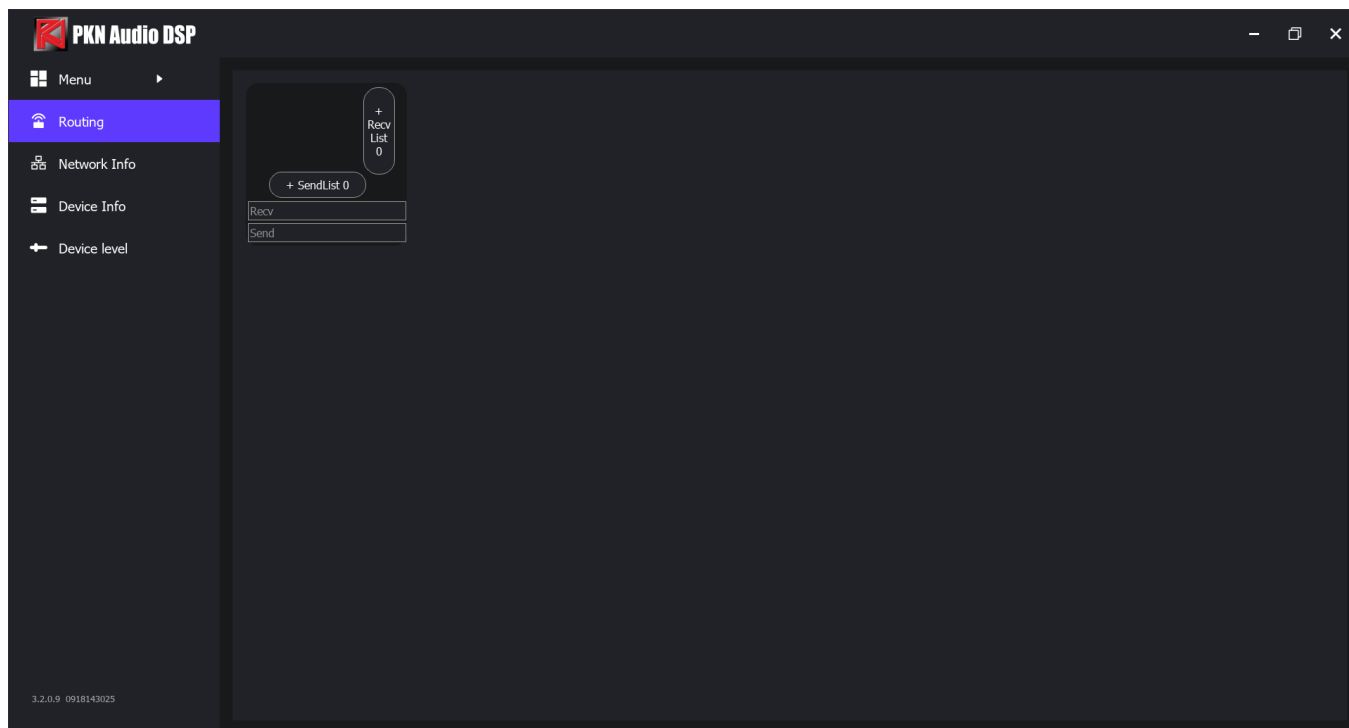 PKN Audio DSP
Menu
Routing
Network Info
Device Info
Device level
+
Recv
List
0
+ SendList 0
Recv
Send
3.2.0.9 0918143025